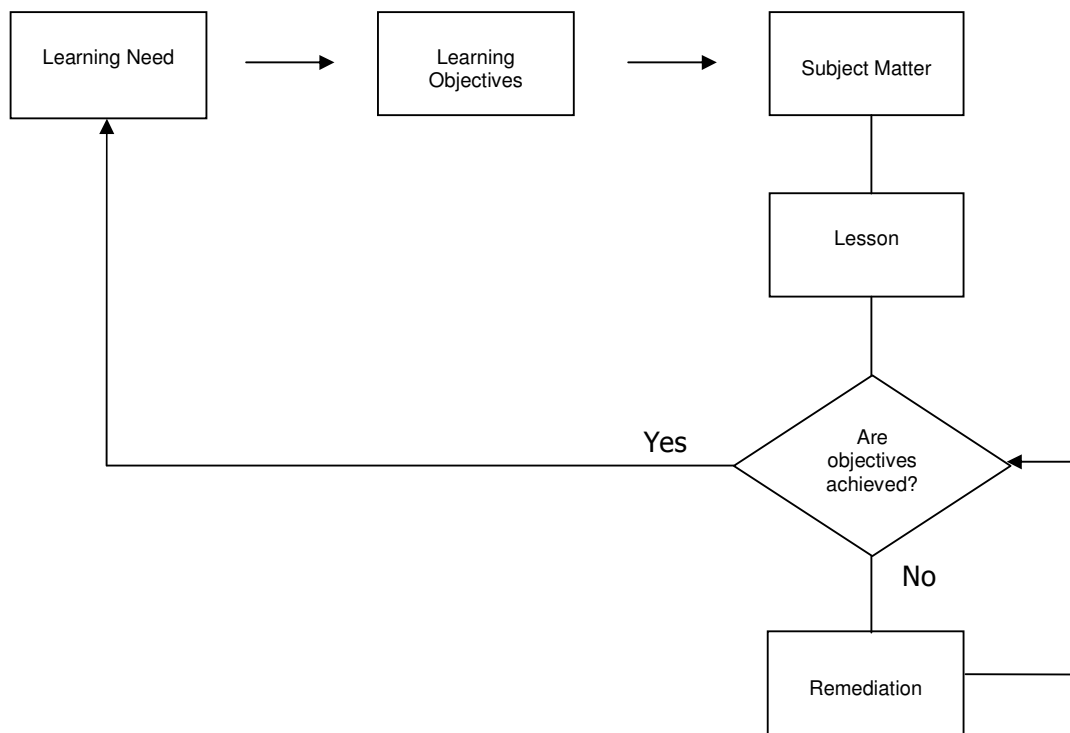 Learning Need
Learning
Objectives
Subject Matter
Lesson
Are
objectives
achieved?
Yes
No
Remediation